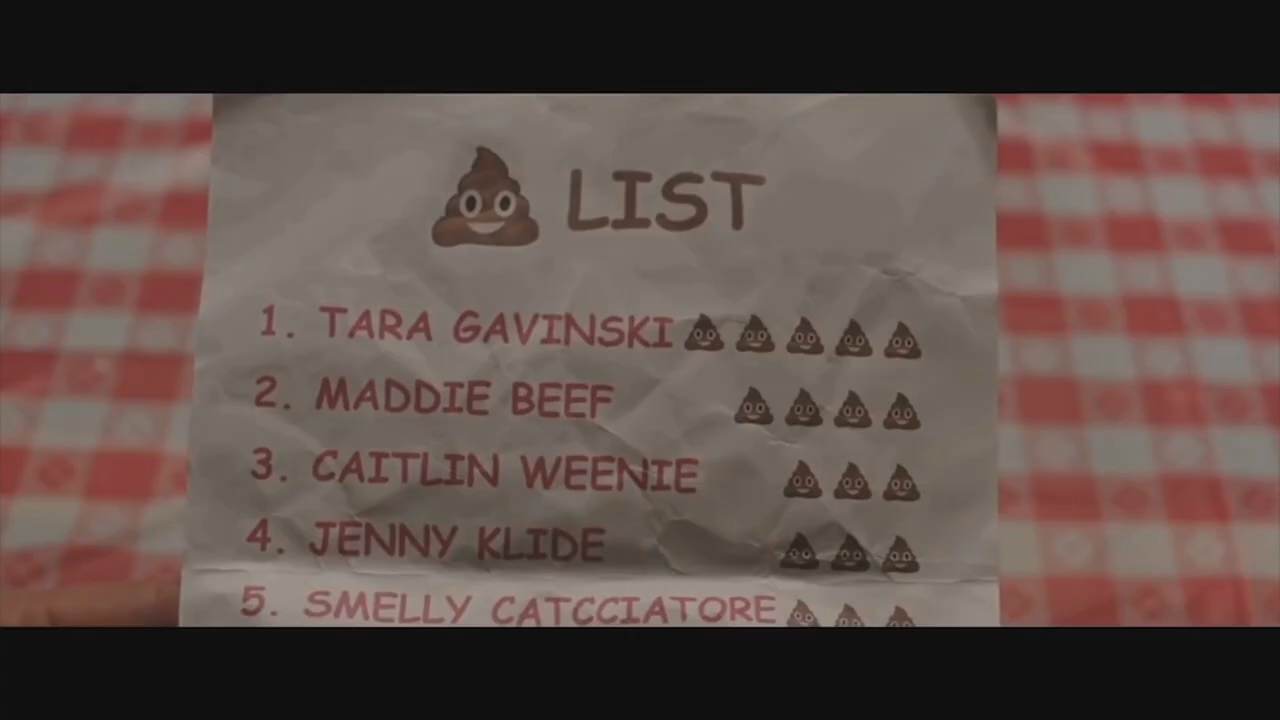 💩 LIST
1. TARA GAVINSKI 💩 💩 💩 💩 💩
2. MADDIE BEEF 💩 💩 💩 💩
3. CAITLIN WEENIE 💩 💩 💩
4. JENNY KLIDE 💩 💩 💩
5. SMELLY CATCCIATORE 💩 💩 💩